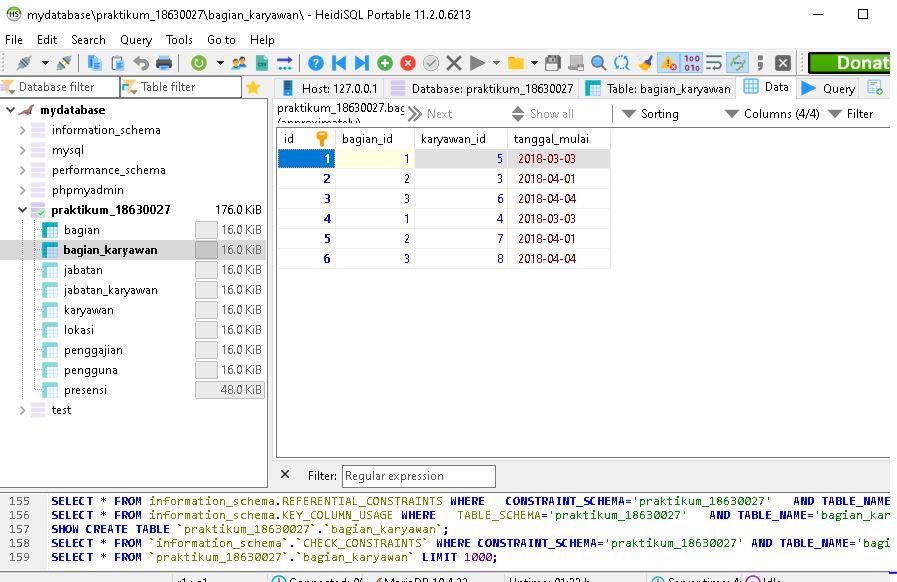 mydatabase\praktikum_18630027\bagian_karyawan\ - HeidiSQL Portable 11.2.0.6213
File Edit Search Query Tools Go to Help
Donat
Database filter Table filter Host: 127.0.0.1 Database: praktikum_18630027 Table: bagian_karyawan Data Query
praktikum_18630027.bag Next Show all Sorting Columns (4/4) Filter
(approximately)
mydatabase
information_schema
mysql
performance_schema
phpmyadmin
praktikum_18630027 176.0 KiB
bagian 16.0 KiB
bagian_karyawan 16.0 KiB
jabatan 16.0 KiB
jabatan_karyawan 16.0 KiB
karyawan 16.0 KiB
lokasi 16.0 KiB
penggajian 16.0 KiB
pengguna 16.0 KiB
presensi 48.0 KiB
test
id bagian_id karyawan_id tanggal_mulai
1 1 5 2018-03-03
2 2 3 2018-04-01
3 3 6 2018-04-04
4 1 4 2018-03-03
5 2 7 2018-04-01
6 3 8 2018-04-04
Filter: Regular expression
155 SELECT * FROM information_schema.REFERENTIAL_CONSTRAINTS WHERE CONSTRAINT_SCHEMA='praktikum_18630027' AND TABLE_NAME
156 SELECT * FROM information_schema.KEY_COLUMN_USAGE WHERE TABLE_SCHEMA='praktikum_18630027' AND TABLE_NAME='bagian_kar
157 SHOW CREATE TABLE `praktikum_18630027`.`bagian_karyawan`;
158 SELECT * FROM `information_schema`.`CHECK_CONSTRAINTS` WHERE CONSTRAINT_SCHEMA='praktikum_18630027' AND TABLE_NAME='bagi
159 SELECT * FROM `praktikum_18630027`.`bagian_karyawan` LIMIT 1000;